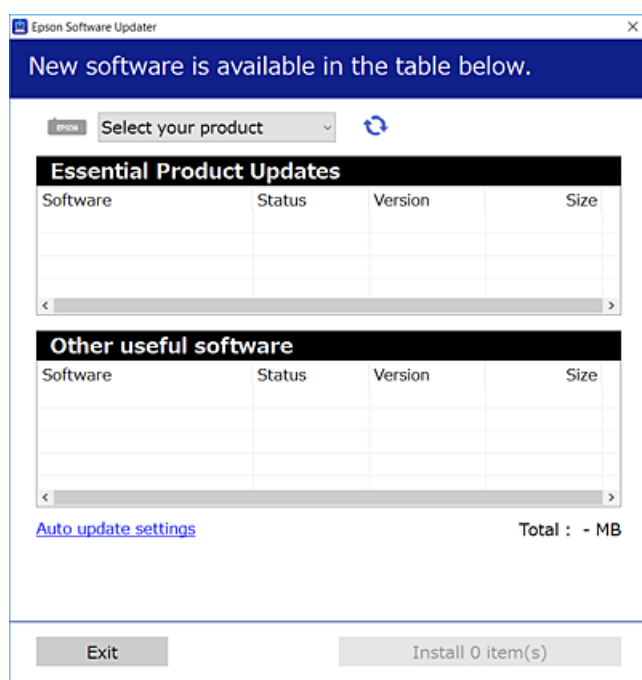 Epson Software Updater
New software is available in the table below.
EPSON Select your product
Essential Product Updates
Software Status Version Size
Other useful software
Software Status Version Size
Auto update settings Total : - MB
Exit Install 0 item(s)